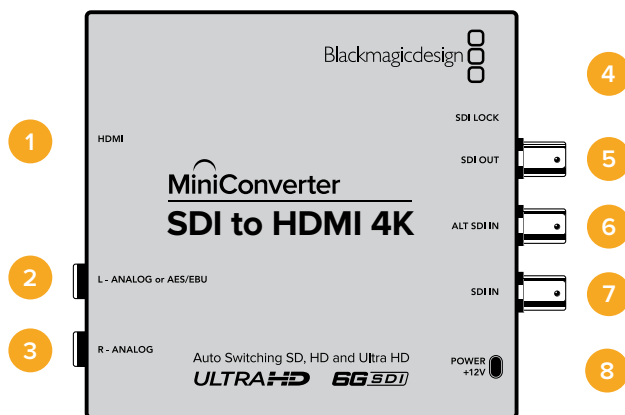 Blackmagicdesign
4
SDI LOCK
1
HDMI
SDI OUT
5
MiniConverter
SDI to HDMI 4K
ALT SDI IN
6
2
L - ANALOG or AES/EBU
SDI IN
7
3
R - ANALOG
Auto Switching SD, HD and Ultra HD
ULTRA HD 6G SDI
POWER
+12V
8